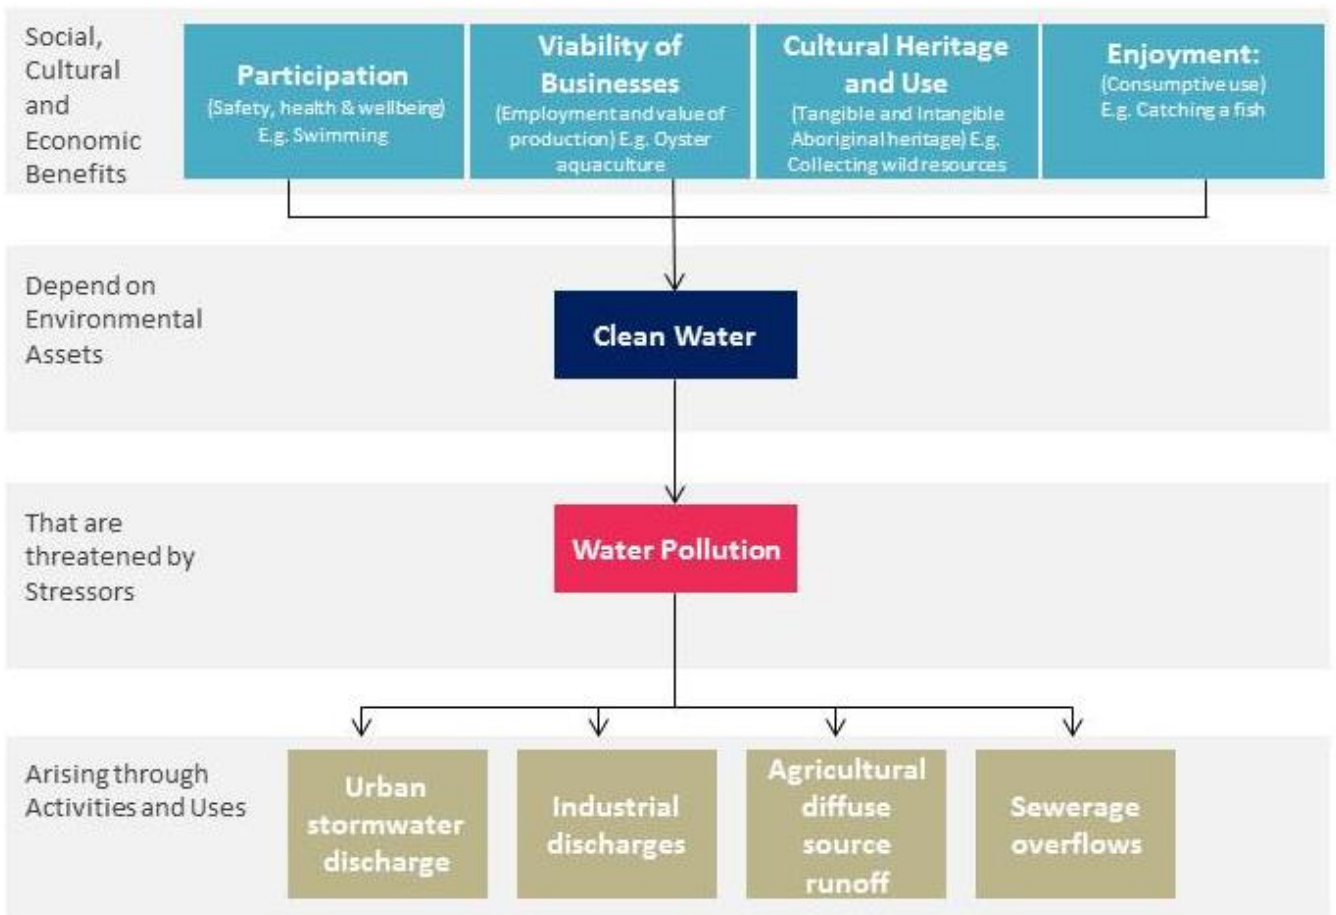 Social,
Cultural
and
Economic
Benefits
Participation
(Safety, health & wellbeing)
E.g. Swimming
Viability of
Businesses
(Employment and value of
production) E.g. Oyster
aquaculture
Cultural Heritage
and Use
(Tangible and Intangible
Aboriginal heritage) E.g.
Collecting wild resources
Enjoyment:
(Consumptive use)
E.g. Catching a fish
Depend on
Environmental
Assets
Clean Water
That are
threatened by
Stressors
Water Pollution
Arising through
Activities and Uses
Urban
stormwater
discharge
Industrial
discharges
Agricultural
diffuse
source
runoff
Sewerage
overflows